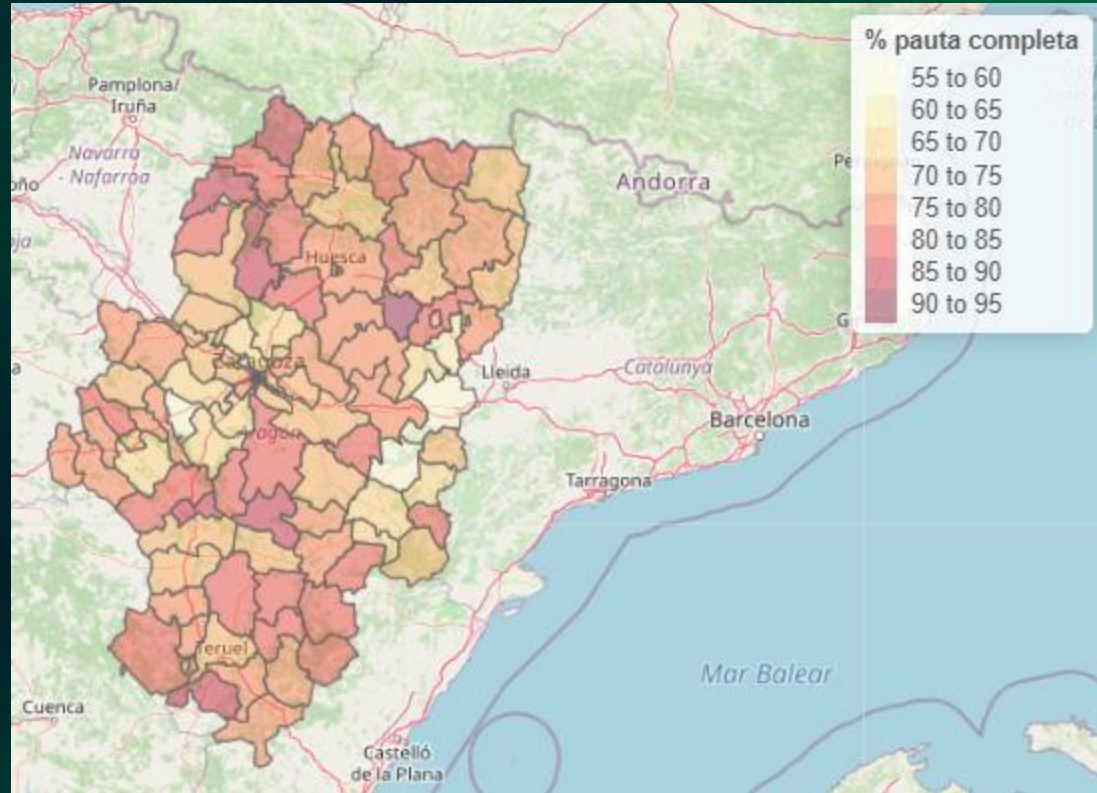 % pauta completa
55 to 60
60 to 65
65 to 70
70 to 75
75 to 80
80 to 85
85 to 90
90 to 95
Pamplona/
Iruña
Navarra
- Nafarroa
Andorra
Huesca
Zaragoza
Lleida
Catalunya
Barcelona
Aragón
Tarragona
Teruel
Mar Balear
Cuenca
Castelló
de la Plana